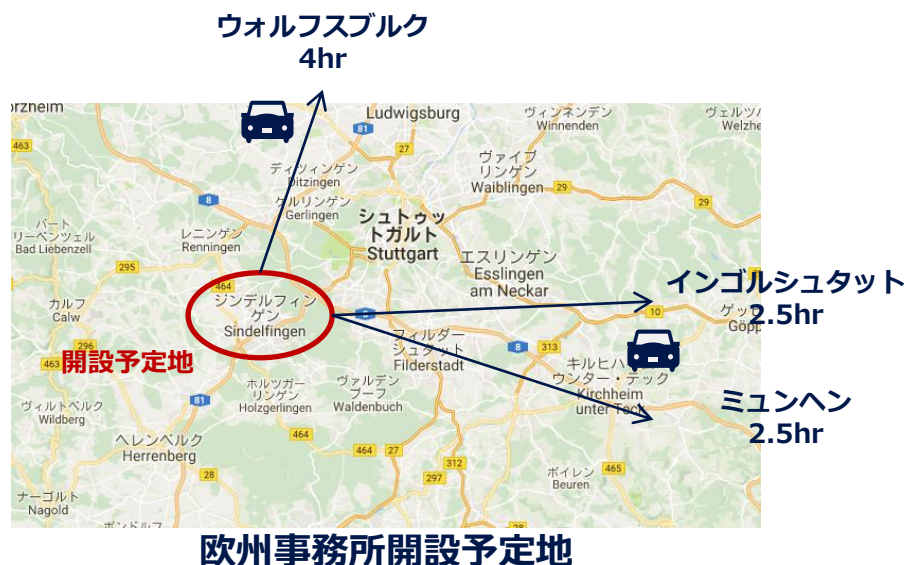 ウォルフスブルク
4hr
orzheim
Ludwigsburg
ヴィンネンデン
Winnenden
ヴェルツハ
Welzhe
81
463
27
ディツィンゲン
Ditzingen
ヴァイブ
リンゲン
Waiblingen
29
29
8
ゲルリンゲン
Gerlingen
シュトゥッ
トガルト
Stuttgart
バート
リーベンツェル
Bad Liebenzell
レニンゲン
Renningen
エスリンゲン
Esslingen
am Neckar
295
464
インゴルシュタット
2.5hr
カルフ
Calw
ジンデルフィン
ゲン
Sindelfingen
10
ゲッ
Göpp
296
463
開設予定地
フィルダー
シュタット
Filderstadt
8
313
キルヒハ
ウンター・テック
Kirchheim
unter Teck
ホルツガー
リンゲン
Holzgerlingen
ヴァルデン
ブーフ
Waldenbuch
ミュンヘン
2.5hr
ヴィルトベルク
Wildberg
81
ヘレンベルク
Herrenberg
464
464
27
312
297
465
ボイレン
Beuren
28
ナーゴルト
Nagold
28
ボンドルフ
欧州事務所開設予定地